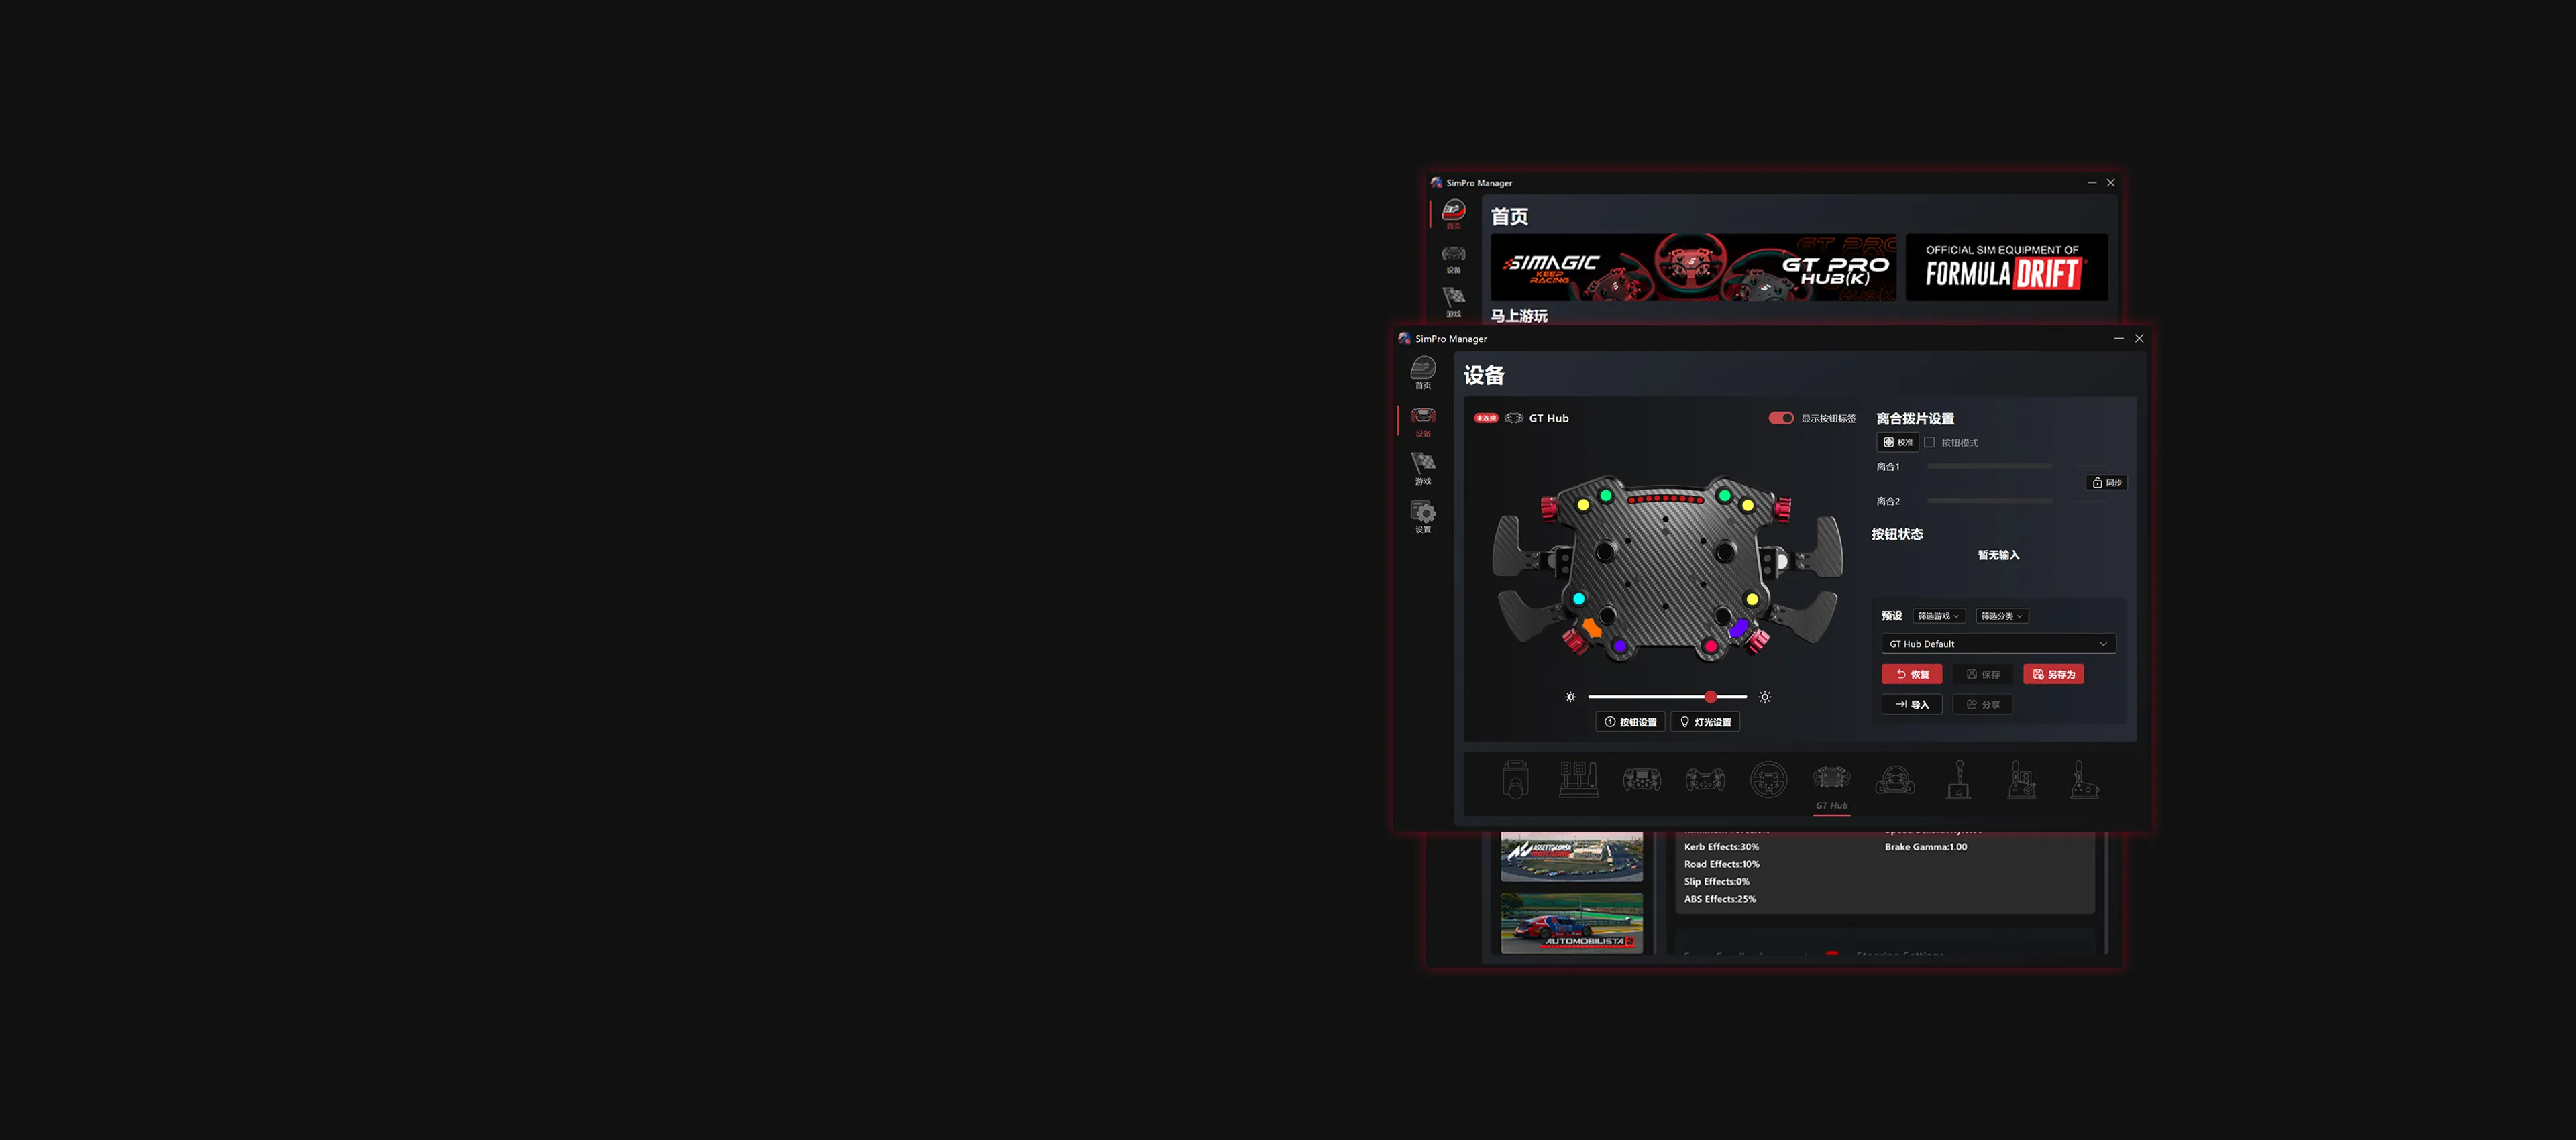 SimPro Manager
首页
首页
设备
游戏
SIMAGIC
KEEP
RACING
GT PRO
GT PRO
HUB(K)
OFFICIAL SIM EQUIPMENT OF
FORMULA DRIFT
马上游玩
SimPro Manager
首页
设备
游戏
设置
设备
未连接
GT Hub
显示按钮标签
离合拨片设置
校准
按钮模式
离合1
同步
离合2
按钮状态
暂无输入
预设
筛选游戏
筛选分类
GT Hub Default
恢复
保存
另存为
导入
分享
按钮设置
灯光设置
GT Hub
Kerb Effects:30%
Brake Gamma:1.00
Road Effects:10%
Slip Effects:0%
ABS Effects:25%
ASSETTO CORSA
AUTOMOBILISTA 2